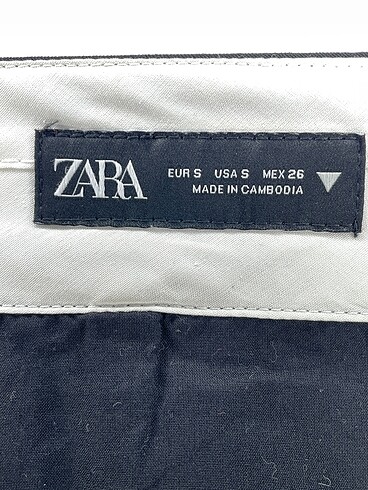 ZARA
EUR S USA S MEX 26
MADE IN CAMBODIA